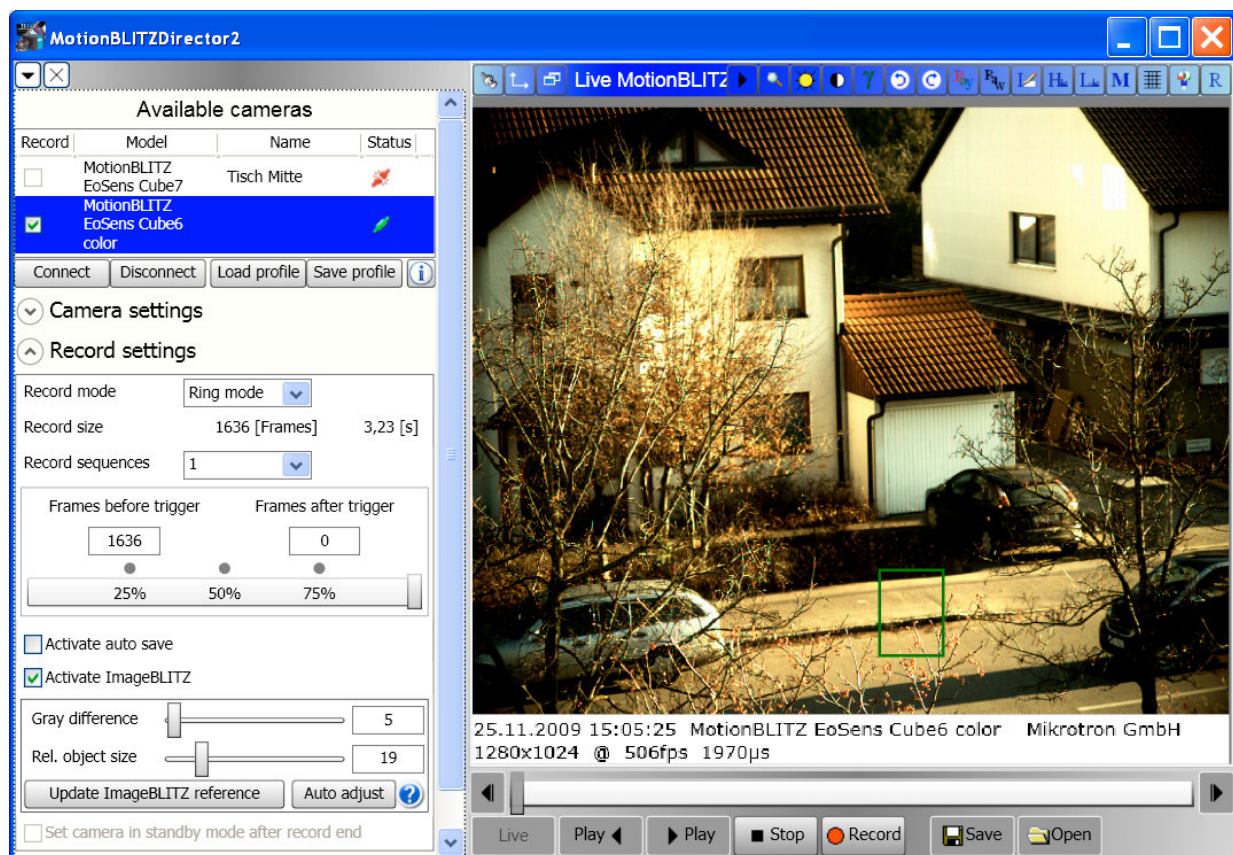 MotionBLITZDirector2
Available cameras
Record Model Name Status
MotionBLITZ
EoSens Cube7
Tisch Mitte
MotionBLITZ
EoSens Cube6
color
Connect Disconnect Load profile Save profile i
Camera settings
Record settings
Record mode Ring mode
Record size 1636 [Frames] 3,23 [s]
Record sequences 1
Frames before trigger Frames after trigger
1636 0
25% 50% 75%
Activate auto save
Activate ImageBLITZ
Gray difference 5
Rel. object size 19
Update ImageBLITZ reference Auto adjust ?
Set camera in standby mode after record end
Live MotionBLITZ γ H L M R
25.11.2009 15:05:25 MotionBLITZ EoSens Cube6 color Mikrotron GmbH
1280x1024 @ 506fps 1970µs
Live Play Play Stop Record Save Open